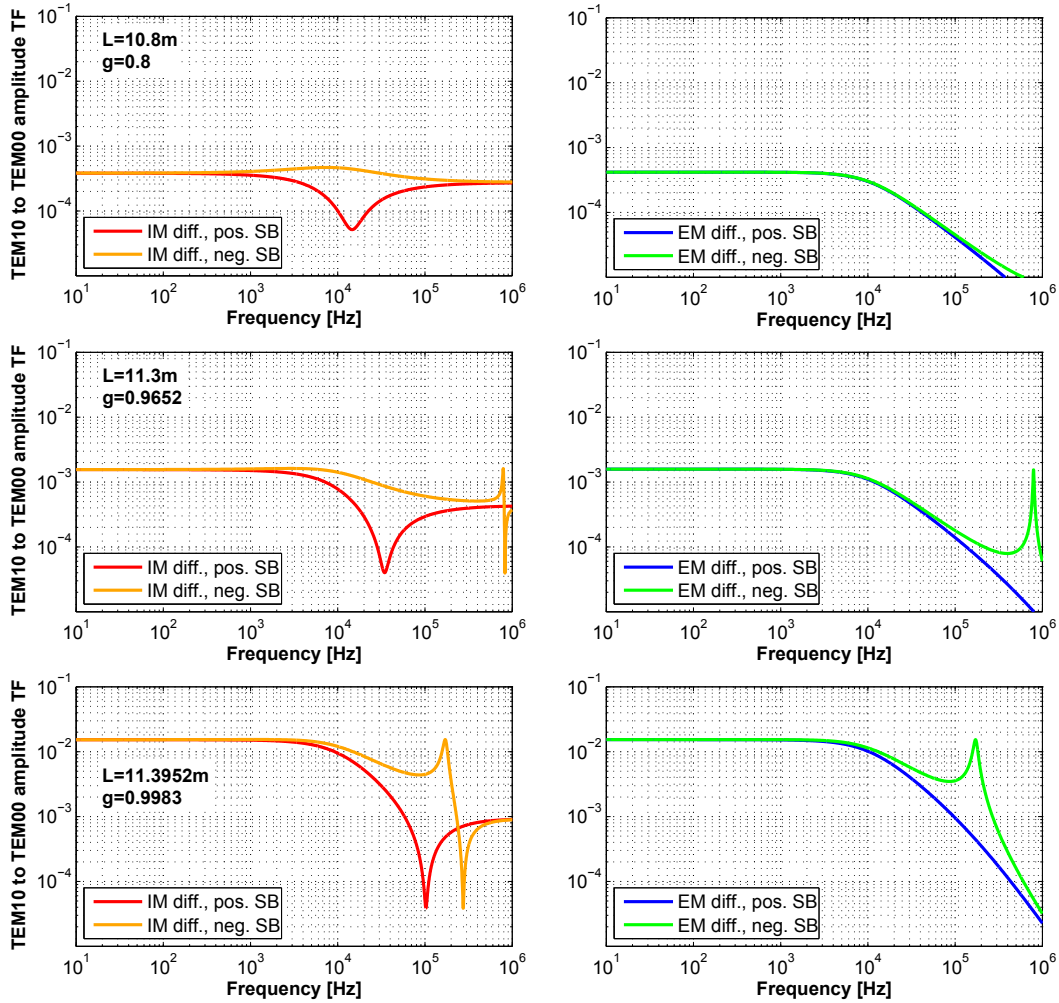 TEM10 to TEM00 amplitude TF
10^−1
10^−2
10^−3
10^−4
L=10.8m
g=0.8
IM diff., pos. SB
IM diff., neg. SB
10^1 10^2 10^3 10^4 10^5 10^6
Frequency [Hz]
10^−1
10^−2
10^−3
10^−4
EM diff., pos. SB
EM diff., neg. SB
10^1 10^2 10^3 10^4 10^5 10^6
Frequency [Hz]
TEM10 to TEM00 amplitude TF
10^−1
10^−2
10^−3
10^−4
L=11.3m
g=0.9652
IM diff., pos. SB
IM diff., neg. SB
10^1 10^2 10^3 10^4 10^5 10^6
Frequency [Hz]
10^−1
10^−2
10^−3
10^−4
EM diff., pos. SB
EM diff., neg. SB
10^1 10^2 10^3 10^4 10^5 10^6
Frequency [Hz]
TEM10 to TEM00 amplitude TF
10^−1
10^−2
10^−3
10^−4
L=11.3952m
g=0.9983
IM diff., pos. SB
IM diff., neg. SB
10^1 10^2 10^3 10^4 10^5 10^6
Frequency [Hz]
10^−1
10^−2
10^−3
10^−4
EM diff., pos. SB
EM diff., neg. SB
10^1 10^2 10^3 10^4 10^5 10^6
Frequency [Hz]